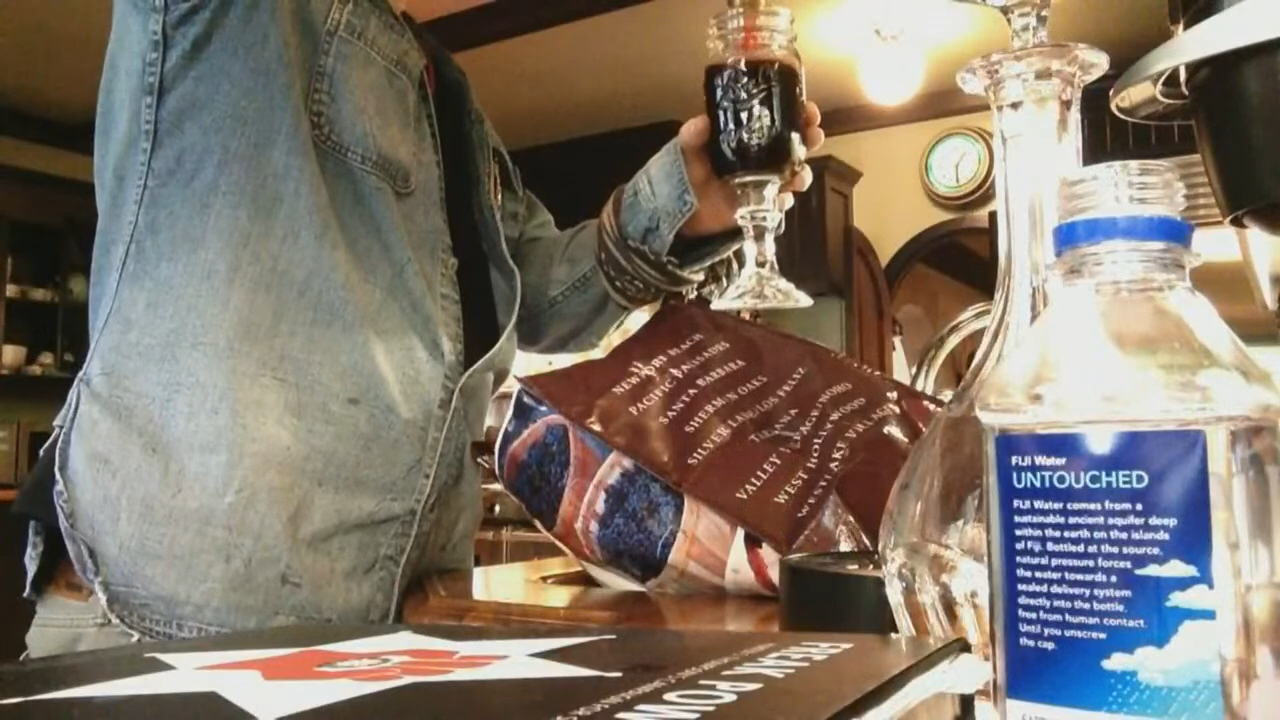 NEWPORT BEACH
PACIFIC PALISADES
SANTA BARBARA
SHERMAN OAKS
SILVER LAKE/LOS FELIZ
VALLEY VILLAGE/NOHO
WEST HOLLYWOOD
WESTLAKE VILLAGE
FIJI Water
UNTOUCHED
FIJI Water comes from a
sustainable ancient aquifer deep
within the earth on the islands
of Fiji. Bottled at the source,
natural pressure forces
the water towards a
sealed delivery system
directly into the bottle,
free from human contact.
Until you unscrew
the cap.
FREAK POW